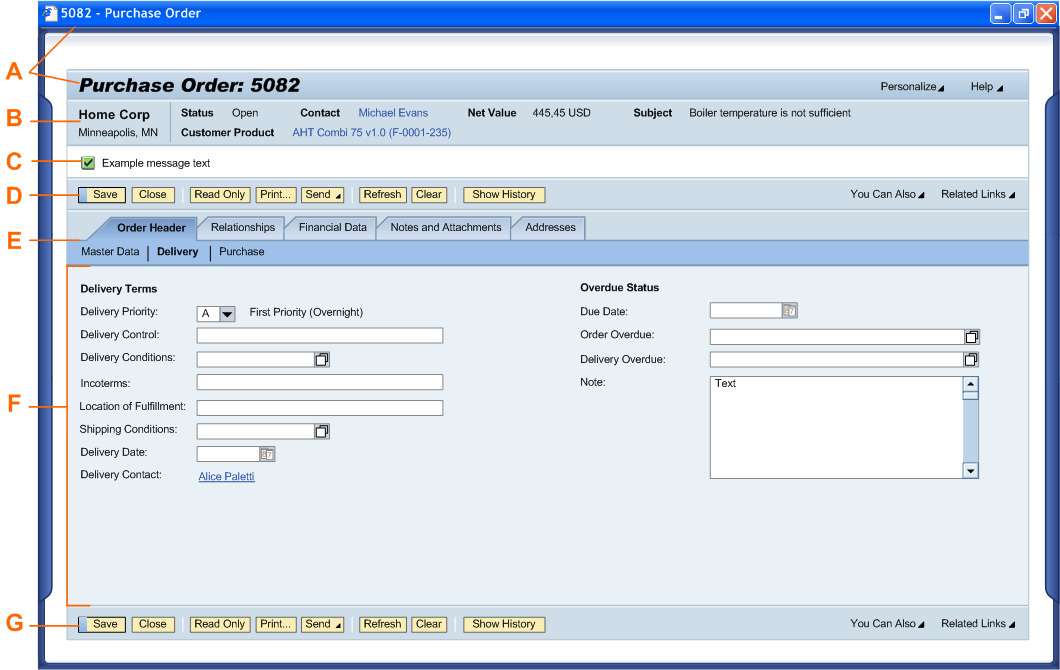 5082 - Purchase Order
A
Purchase Order: 5082
Personalize
Help
B
Home Corp
Minneapolis, MN
Status Open Contact Michael Evans Net Value 445,45 USD Subject Boiler temperature is not sufficient
Customer Product AHT Combi 75 v1.0 (F-0001-235)
C
Example message text
D
Save Close Read Only Print... Send Refresh Clear Show History You Can Also Related Links
E
Order Header Relationships Financial Data Notes and Attachments Addresses
Master Data Delivery Purchase
F
Delivery Terms
Delivery Priority: A First Priority (Overnight)
Delivery Control:
Delivery Conditions:
Incoterms:
Location of Fulfillment:
Shipping Conditions:
Delivery Date:
Delivery Contact: Alice Paletti
Overdue Status
Due Date:
Order Overdue:
Delivery Overdue:
Note: Text
G
Save Close Read Only Print... Send Refresh Clear Show History You Can Also Related Links